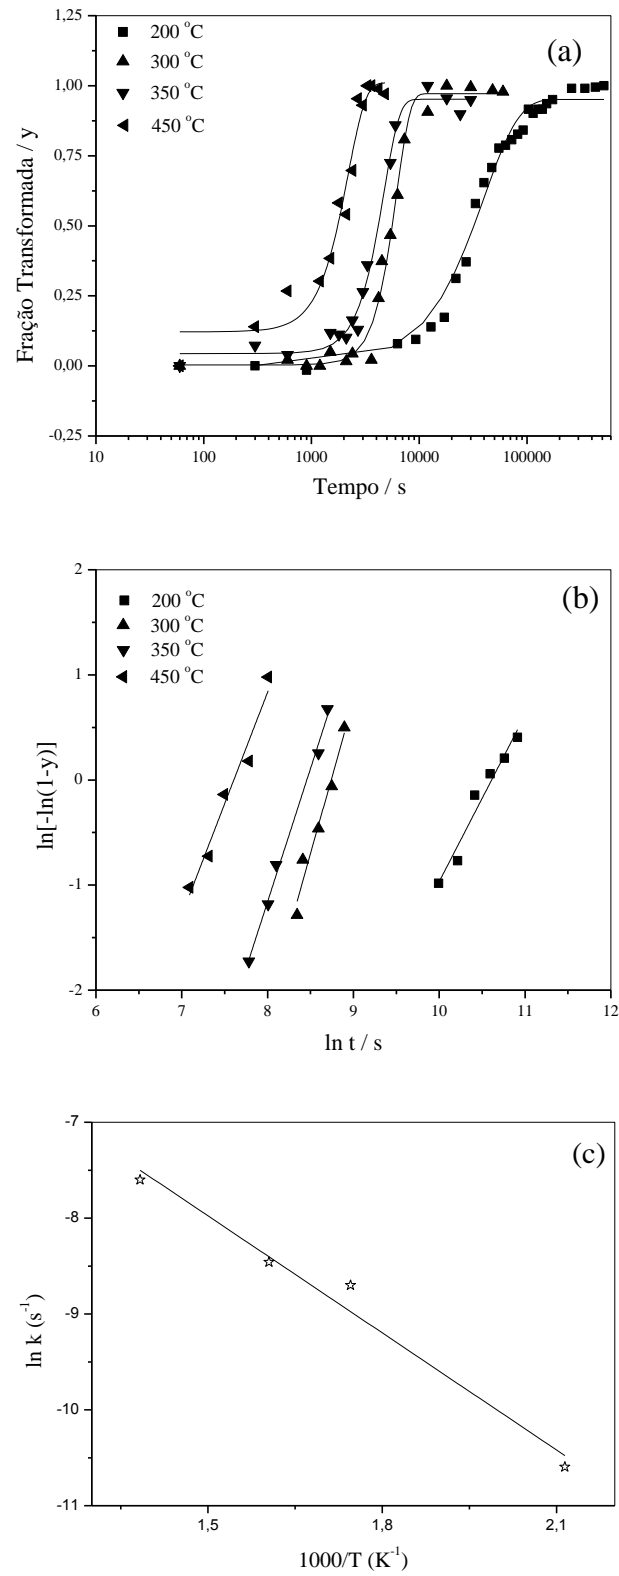 1,25
200 °C
300 °C
350 °C
450 °C
(a)
1,00
0,75
0,50
0,25
0,00
-0,25
Fração Transformada / y
10 100 1000 10000 100000
Tempo / s
2
200 °C
300 °C
350 °C
450 °C
(b)
1
0
-1
-2
ln[-ln(1-y)]
6 7 8 9 10 11 12
ln t / s
-7
(c)
-8
-9
-10
-11
ln k (s⁻¹)
1,5 1,8 2,1
1000/T (K⁻¹)